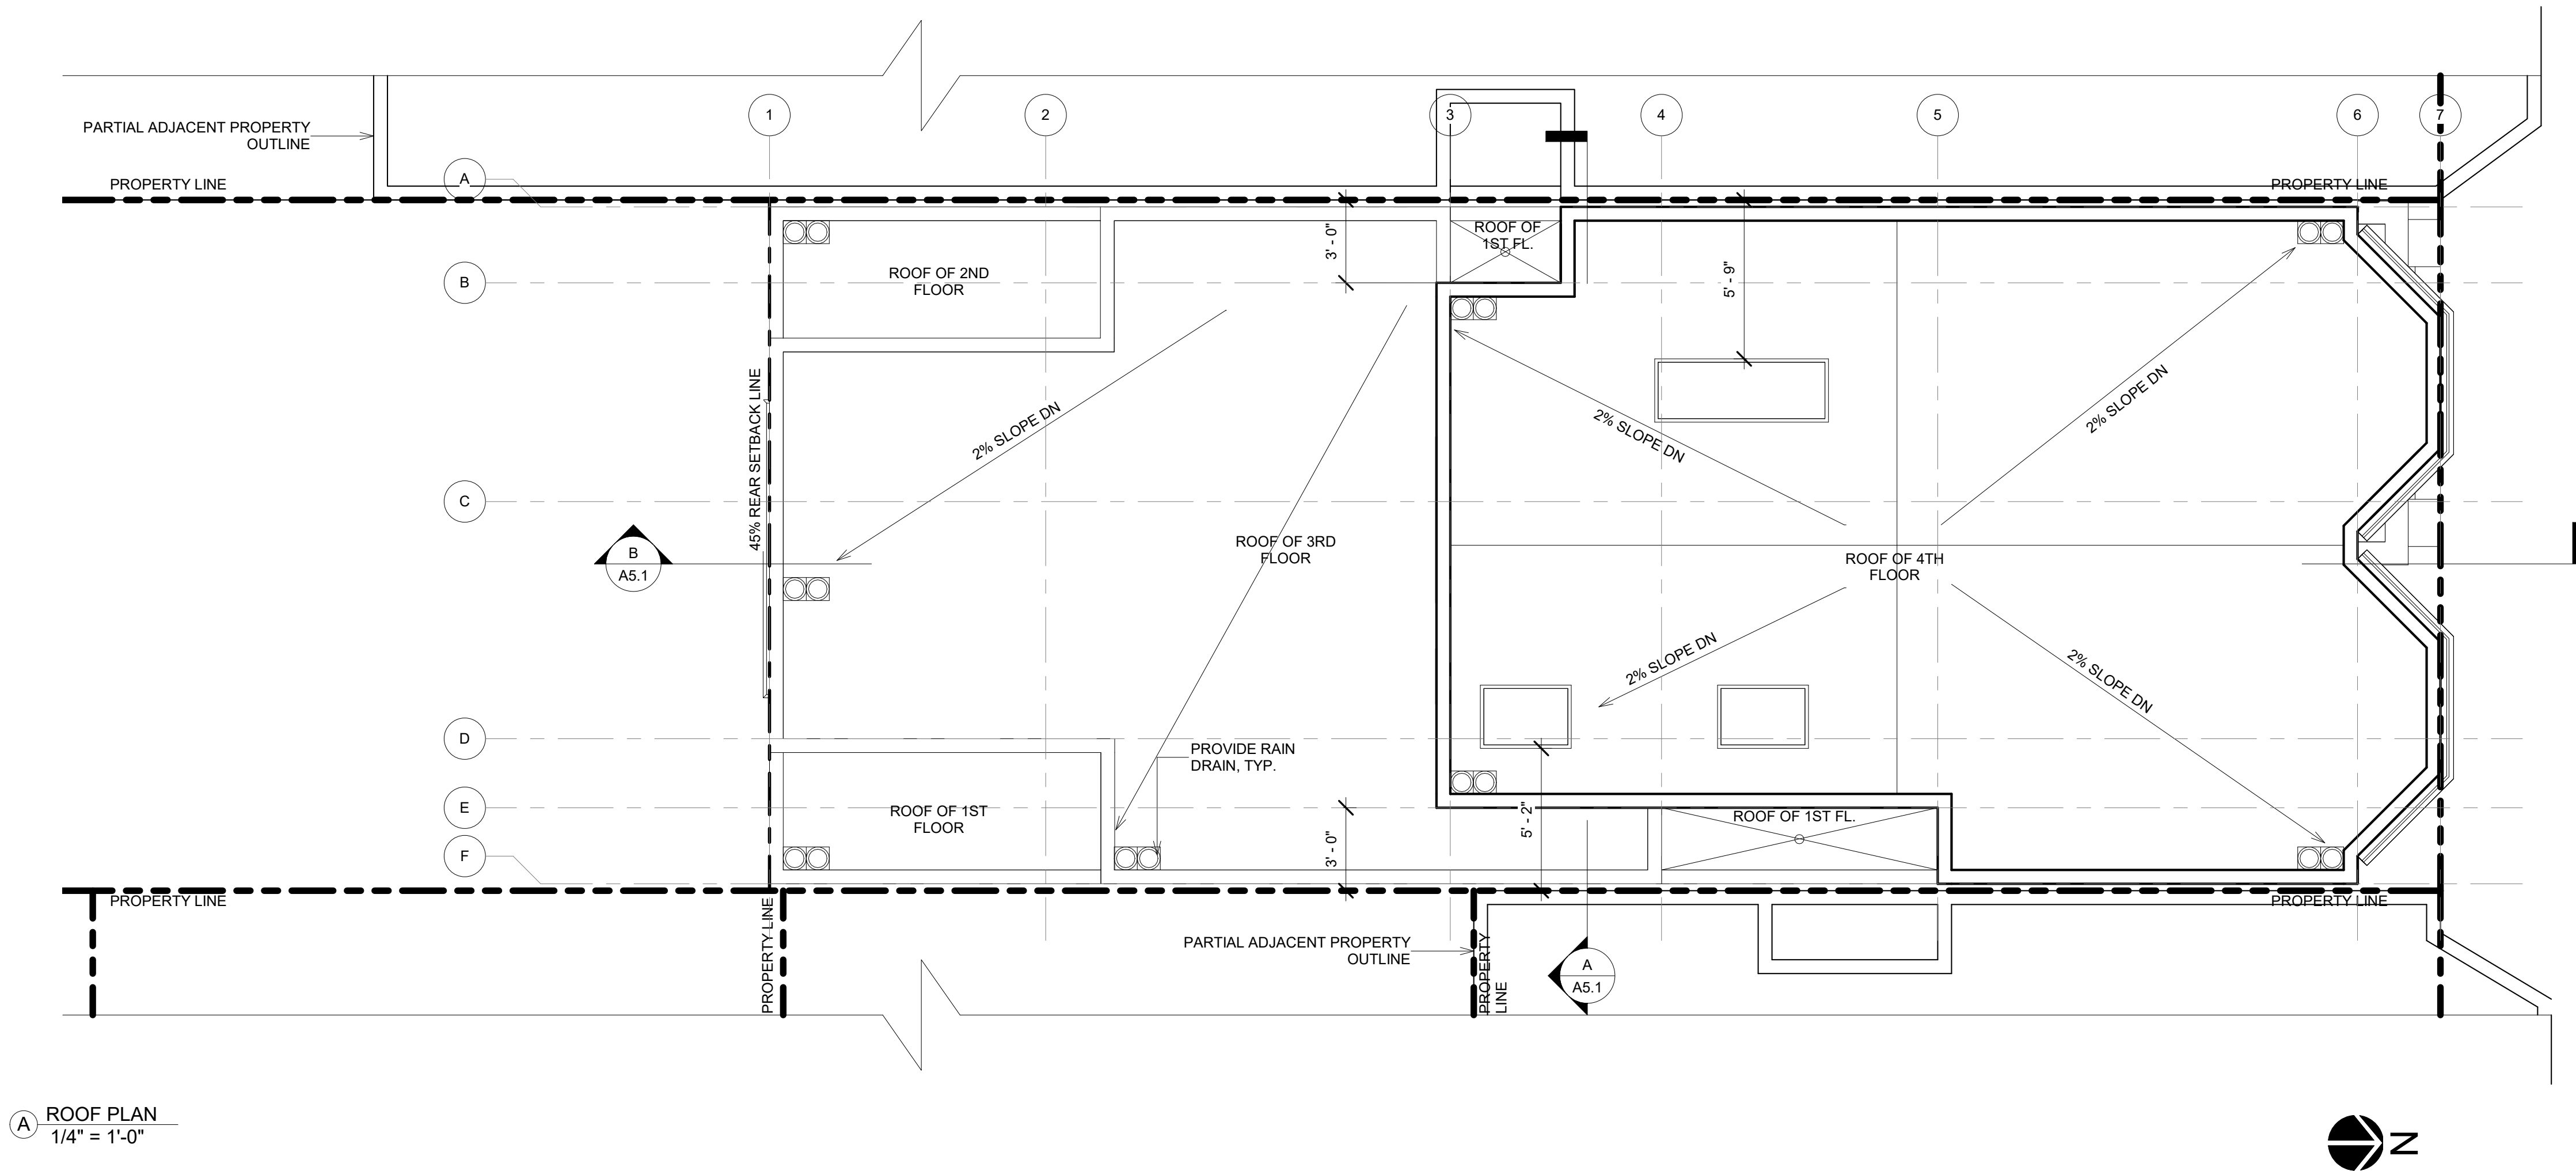 1
2
3
4
5
6
7
PARTIAL ADJACENT PROPERTY
OUTLINE
A
PROPERTY LINE
PROPERTY LINE
ROOF OF
1ST FL.
3' - 0"
5' - 9"
B
ROOF OF 2ND
FLOOR
45% REAR SETBACK LINE
2% SLOPE DN
2% SLOPE DN
2% SLOPE DN
C
B
A5.1
ROOF OF 3RD
FLOOR
ROOF OF 4TH
FLOOR
2% SLOPE DN
2% SLOPE DN
D
PROVIDE RAIN
DRAIN, TYP.
E
ROOF OF 1ST
FLOOR
3' - 0"
5' - 2"
ROOF OF 1ST FL.
F
PROPERTY LINE
PROPERTY LINE
PROPERTY LINE
PARTIAL ADJACENT PROPERTY
OUTLINE
PROPERTY
LINE
A
A5.1
A
ROOF PLAN
1/4" = 1'-0"
N